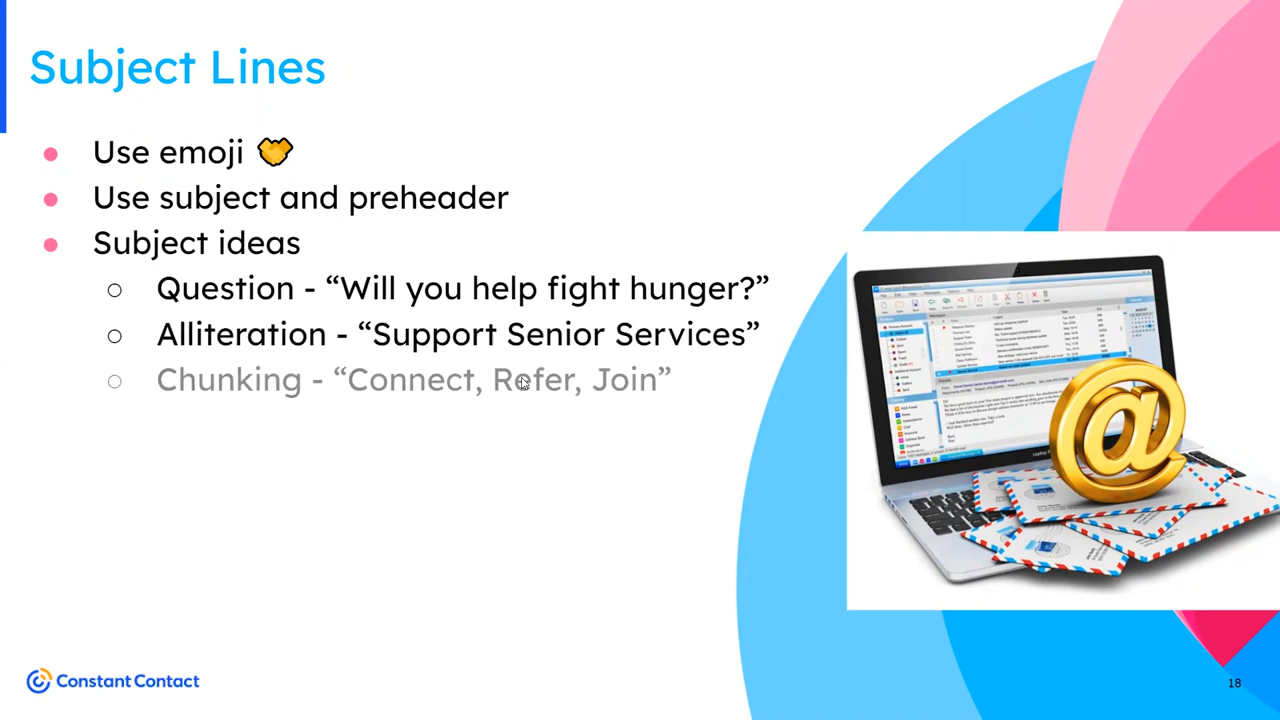 Subject Lines
● Use emoji 🤝
● Use subject and preheader
● Subject ideas
○ Question - “Will you help fight hunger?”
○ Alliteration - “Support Senior Services”
○ Chunking - “Connect, Refer, Join”
@
Constant Contact
18